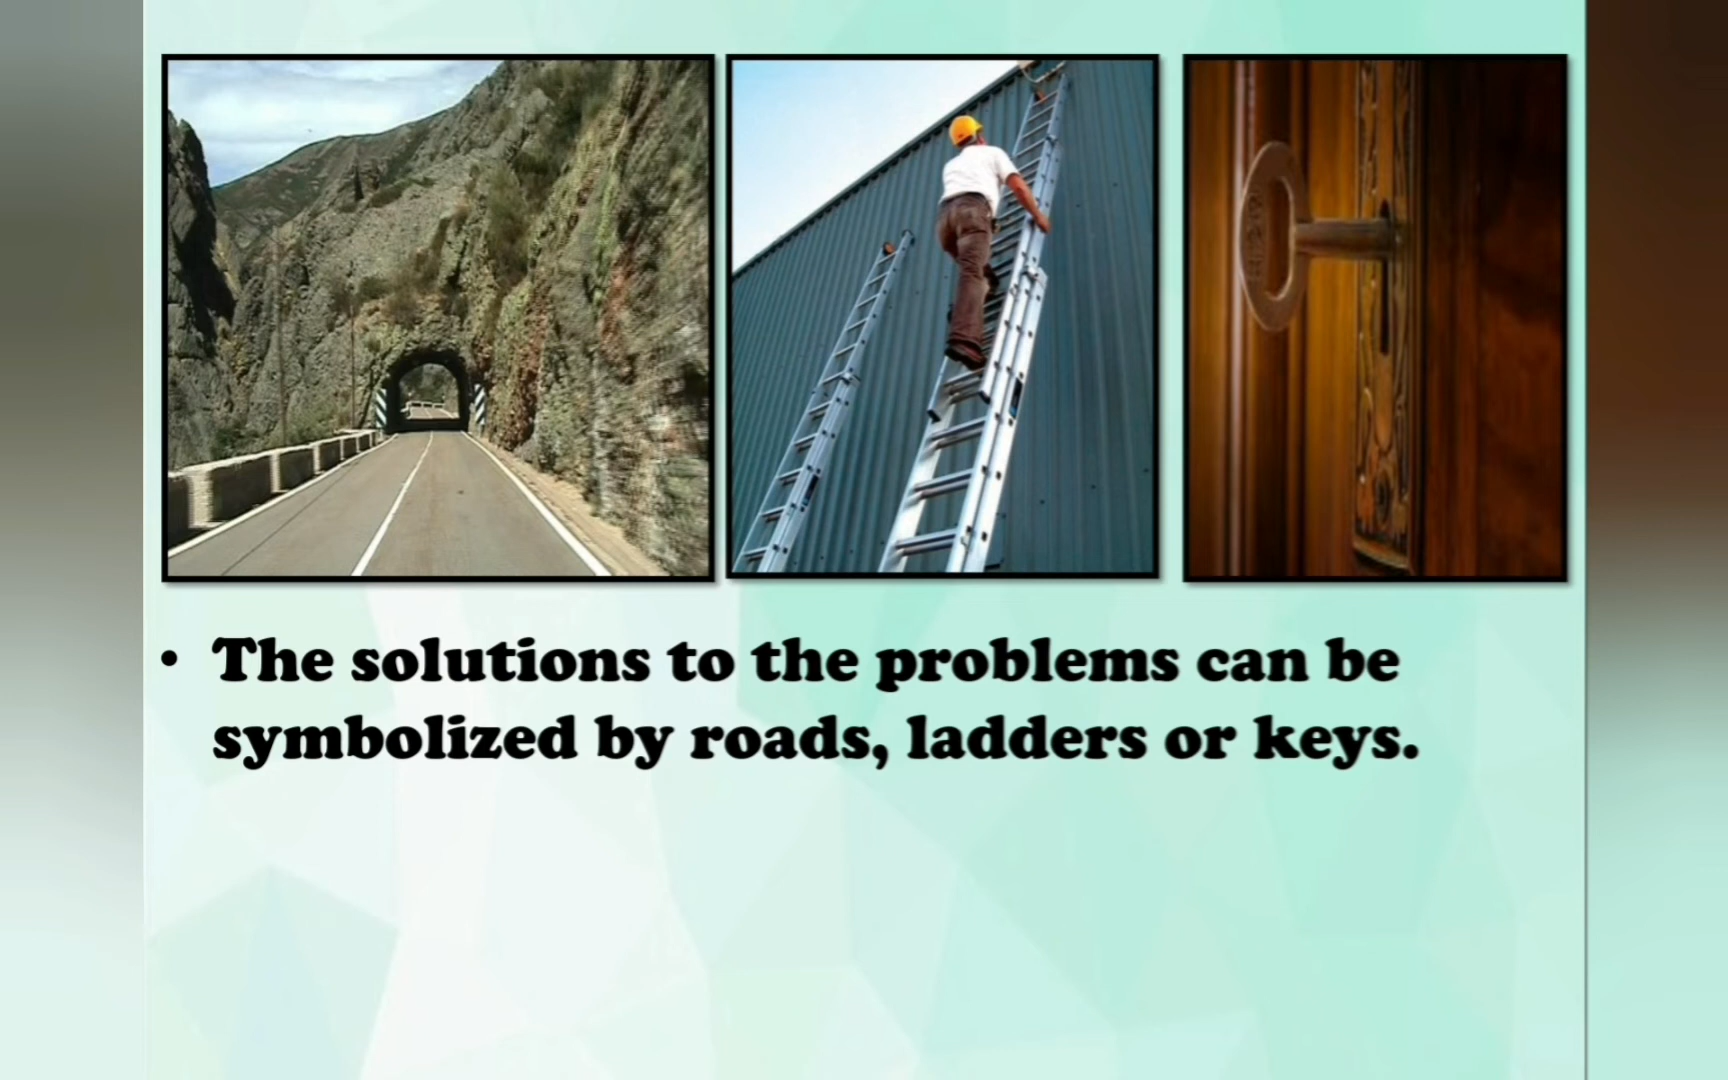 • The solutions to the problems can be
symbolized by roads, ladders or keys.